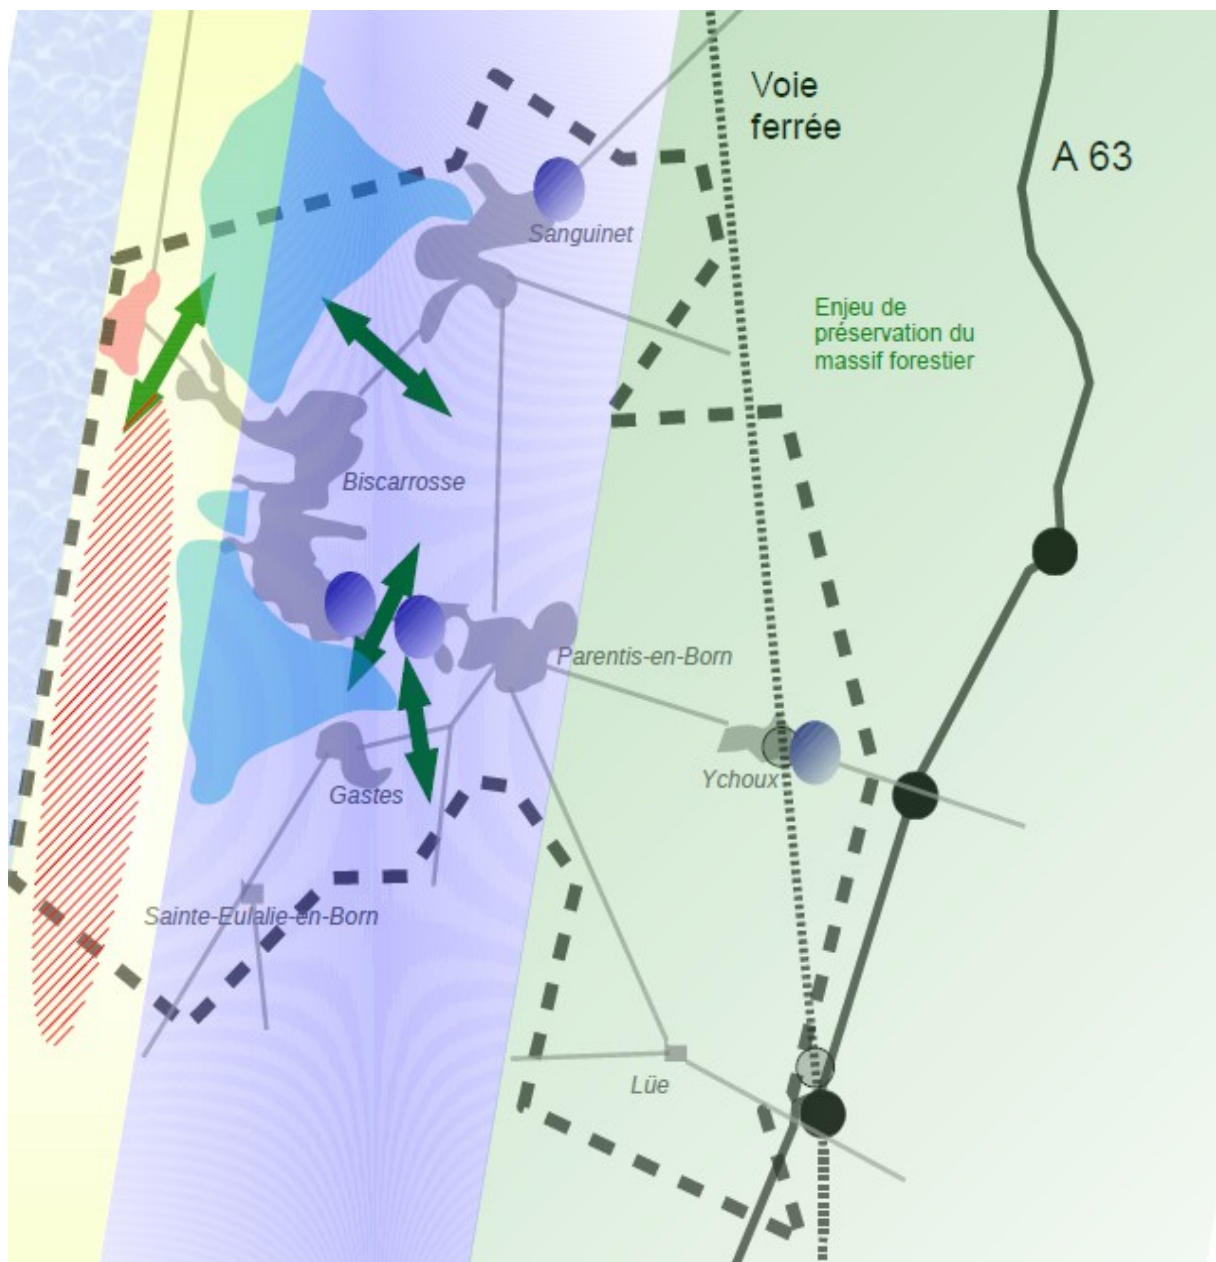 Voie
ferrée
A 63
Sanguinet
Enjeu de
préservation du
massif forestier
Biscarrosse
Parentis-en-Born
Ychoux
Gastes
Sainte-Eulalie-en-Born
Lüe